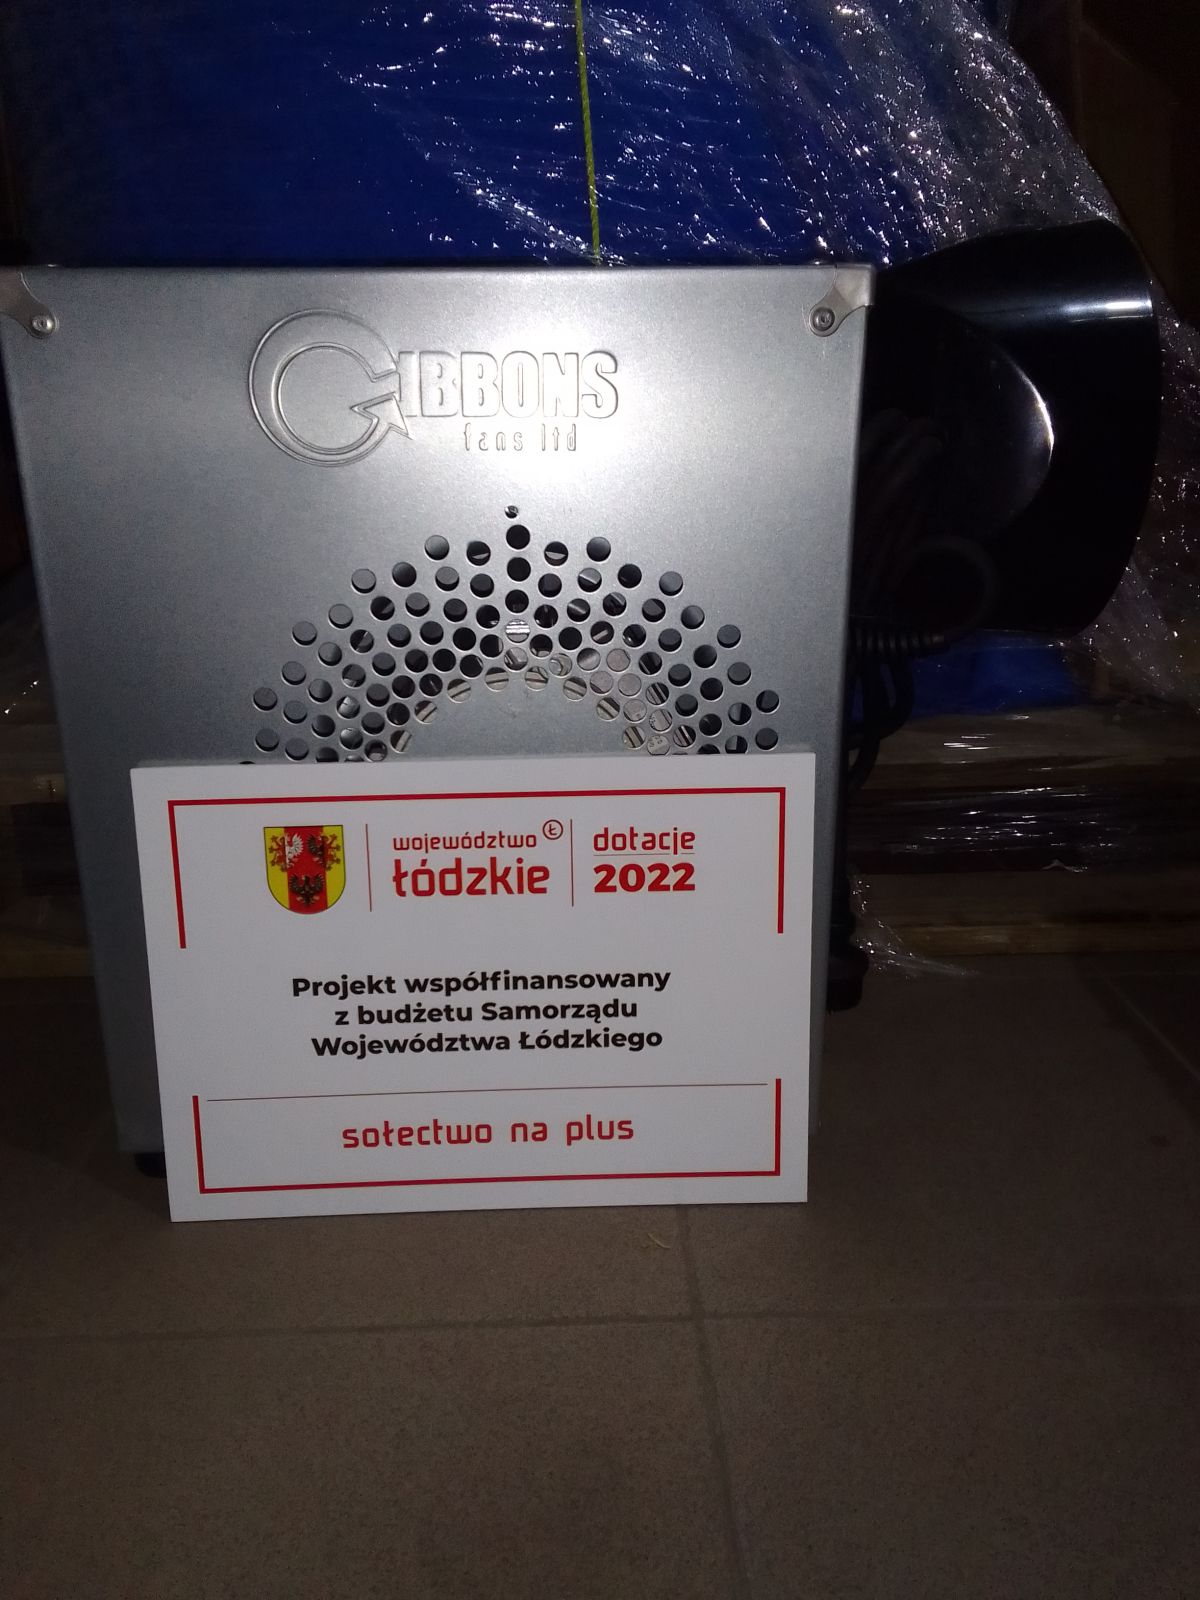 GIBBONS
fans ltd
województwo Ł
łódzkie
dotacje
2022
Projekt współfinansowany
z budżetu Samorządu
Województwa Łódzkiego
sołectwo na plus